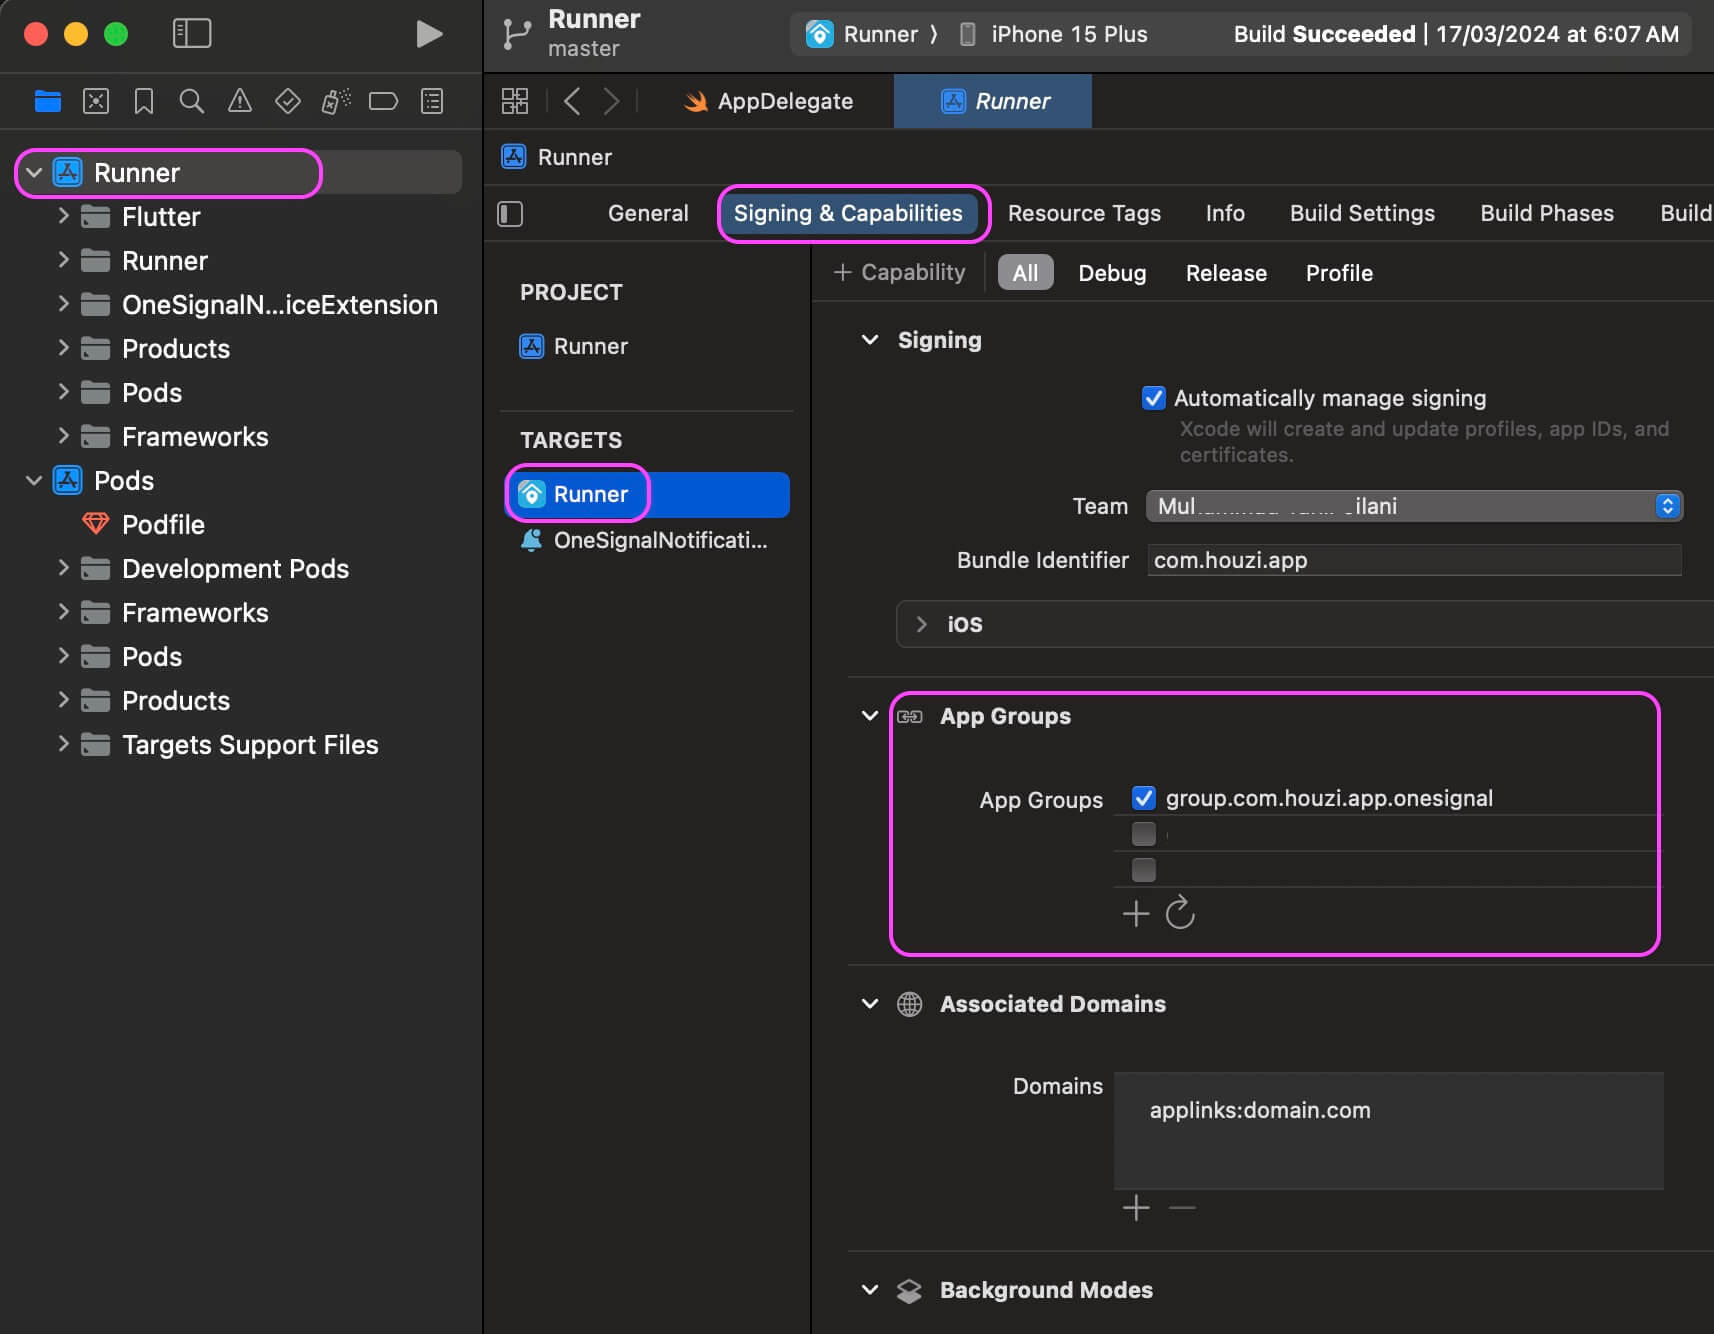 Runner
master
Runner 〉 iPhone 15 Plus
Build Succeeded | 17/03/2024 at 6:07 AM
AppDelegate
Runner
Runner
General
Signing & Capabilities
Resource Tags
Info
Build Settings
Build Phases
Build
Runner
Flutter
Runner
OneSignalN...iceExtension
Products
Pods
Frameworks
Pods
Podfile
Development Pods
Frameworks
Pods
Products
Targets Support Files
PROJECT
Runner
TARGETS
Runner
OneSignalNotificati...
+ Capability
All
Debug
Release
Profile
Signing
Automatically manage signing
Xcode will create and update profiles, app IDs, and
certificates.
Team
Bundle Identifier
com.houzi.app
iOS
App Groups
App Groups
group.com.houzi.app.onesignal
Associated Domains
Domains
applinks:domain.com
Background Modes